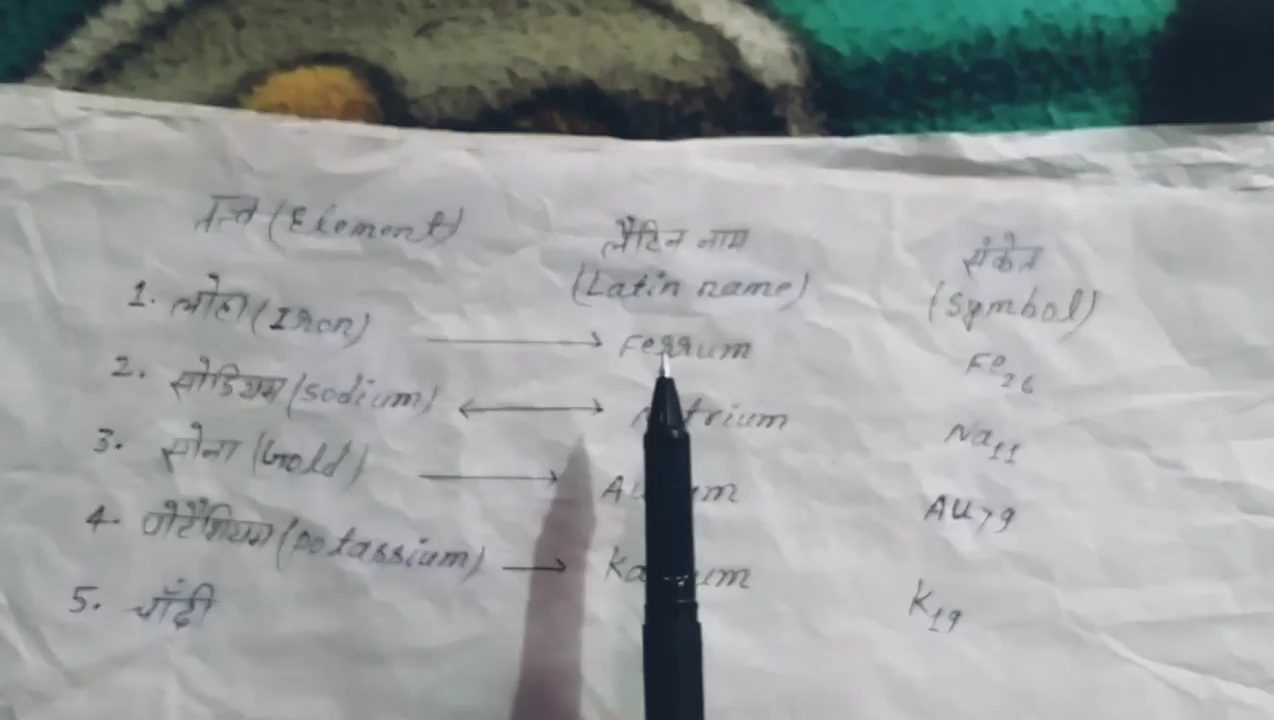 तत्व (Element) लैटिन नाम संकेत
(Latin name) (Symbol)
1. लोहा (Iron) → Ferrum Fe26
2. सोडियम (sodium) ↔ trium Na11
3. सोना (Gold) → Au79
4. पोटैशियम (potassium) → K19
5. चाँदी